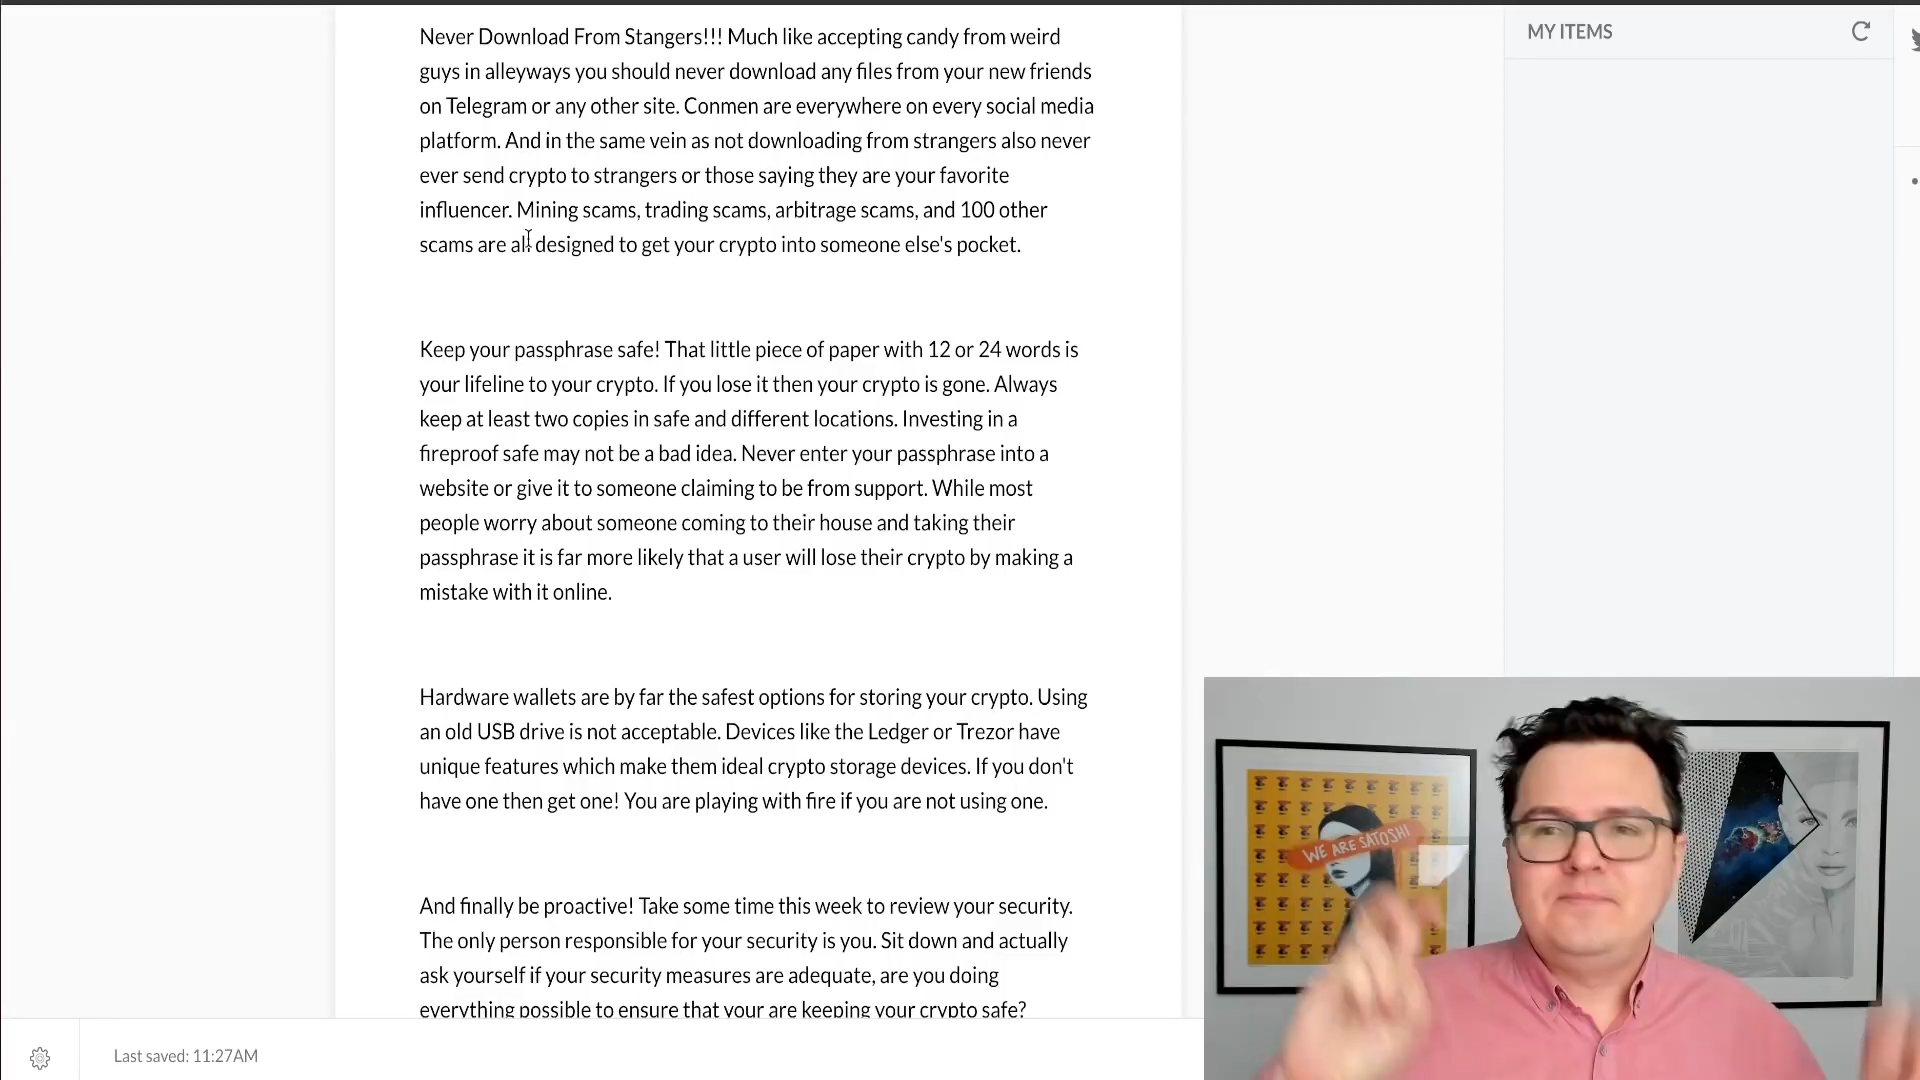 Never Download From Stangers!!! Much like accepting candy from weird
guys in alleyways you should never download any files from your new friends
on Telegram or any other site. Conmen are everywhere on every social media
platform. And in the same vein as not downloading from strangers also never
ever send crypto to strangers or those saying they are your favorite
influencer. Mining scams, trading scams, arbitrage scams, and 100 other
scams are all designed to get your crypto into someone else's pocket.
Keep your passphrase safe! That little piece of paper with 12 or 24 words is
your lifeline to your crypto. If you lose it then your crypto is gone. Always
keep at least two copies in safe and different locations. Investing in a
fireproof safe may not be a bad idea. Never enter your passphrase into a
website or give it to someone claiming to be from support. While most
people worry about someone coming to their house and taking their
passphrase it is far more likely that a user will lose their crypto by making a
mistake with it online.
Hardware wallets are by far the safest options for storing your crypto. Using
an old USB drive is not acceptable. Devices like the Ledger or Trezor have
unique features which make them ideal crypto storage devices. If you don't
have one then get one! You are playing with fire if you are not using one.
And finally be proactive! Take some time this week to review your security.
The only person responsible for your security is you. Sit down and actually
ask yourself if your security measures are adequate, are you doing
everything possible to ensure that your are keeping your crypto safe?
Last saved: 11:27AM
MY ITEMS
WE ARE SATOSHI